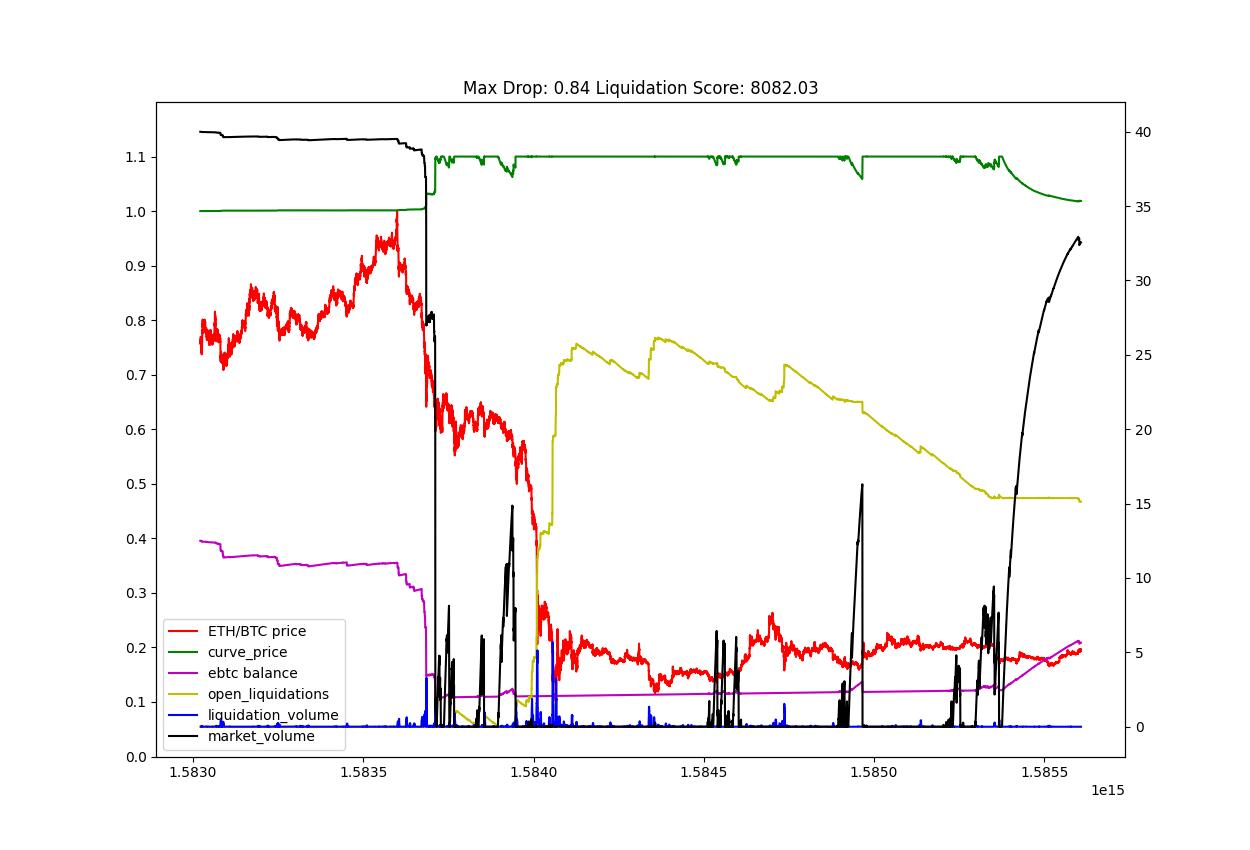 Max Drop: 0.84 Liquidation Score: 8082.03
1.1
1.0
0.9
0.8
0.7
0.6
0.5
0.4
0.3
0.2
0.1
0.0
40
35
30
25
20
15
10
5
0
ETH/BTC price
curve_price
ebtc balance
open_liquidations
liquidation_volume
market_volume
1.5830 1.5835 1.5840 1.5845 1.5850 1.5855
1e15